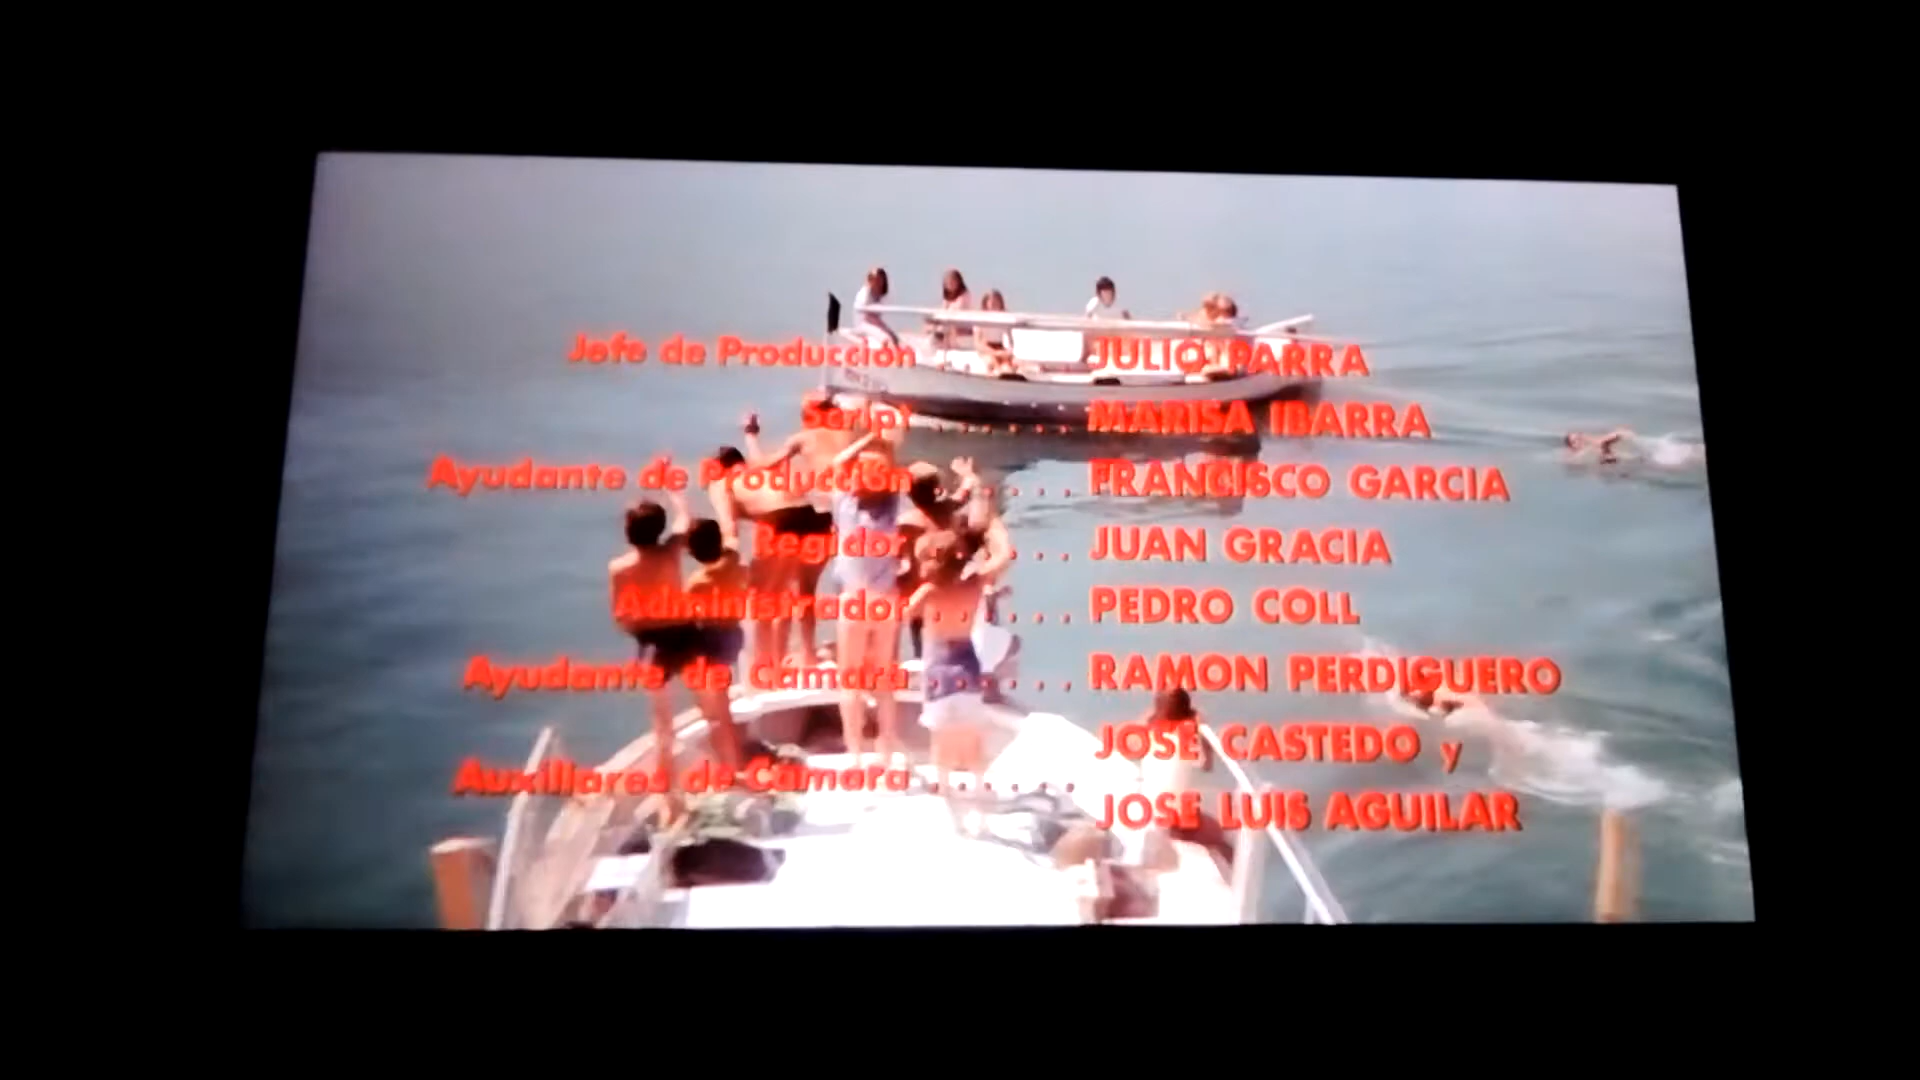 Jefe de Producción ...... JULIO PARRA
Script ...... MARISA IBARRA
Ayudante de Producción ...... FRANCISCO GARCIA
Regidor ...... JUAN GRACIA
Administrador ...... PEDRO COLL
Ayudante de Cámara ...... RAMON PERDIGUERO
JOSE CASTEDO y
Auxiliares de Cámara ......
JOSE LUIS AGUILAR